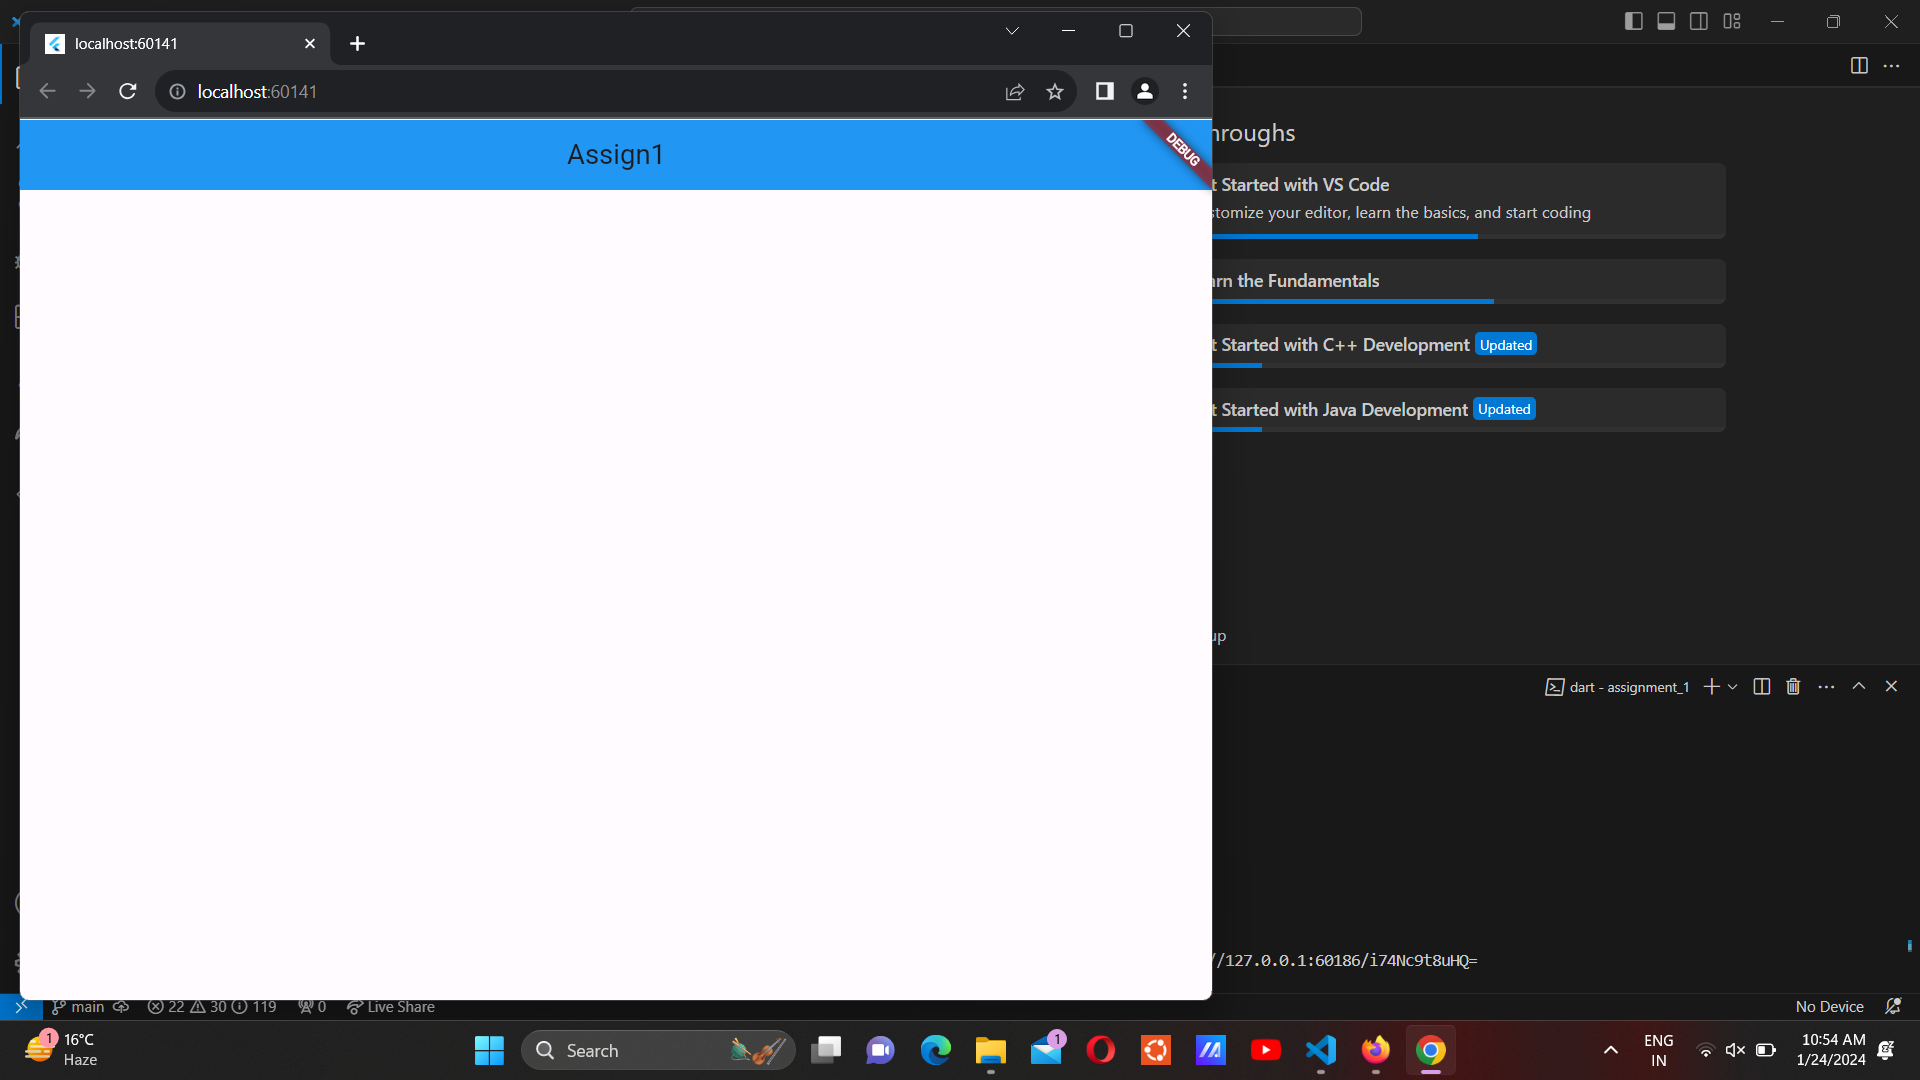 localhost:60141
localhost:60141
Assign1
DEBUG
Started with VS Code
your editor, learn the basics, and start coding
the Fundamentals
Started with C++ Development Updated
Started with Java Development Updated
up
dart - assignment_1
//127.0.0.1:60186/i74Nc9t8uHQ=
main 22 30 119 0 Live Share
No Device
1 16°C
Haze
Search
1
ENG
IN
10:54 AM
1/24/2024